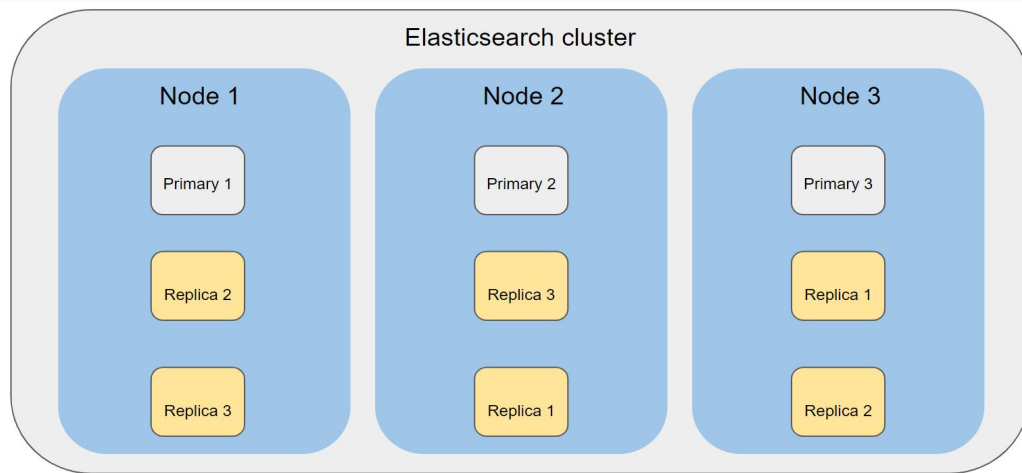 Elasticsearch cluster
Node 1
Primary 1
Replica 2
Replica 3
Node 2
Primary 2
Replica 3
Replica 1
Node 3
Primary 3
Replica 1
Replica 2